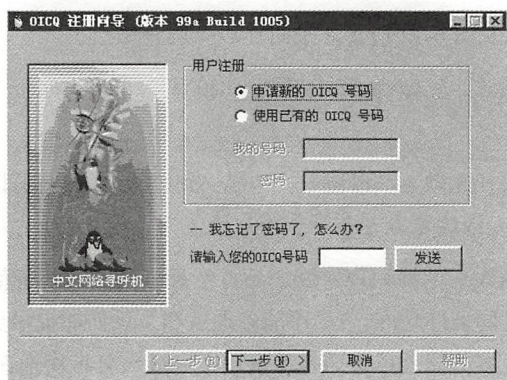 OICQ 注册向导 (版本 99a Build 1005)
用户注册
申请新的 OICQ 号码
使用已有的 OICQ 号码
我的号码:
密码:
-- 我忘记了密码了, 怎么办?
请输入您的OICQ号码
发送
中文网络寻呼机
< 上一步(B)
下一步(N) >
取消
帮助